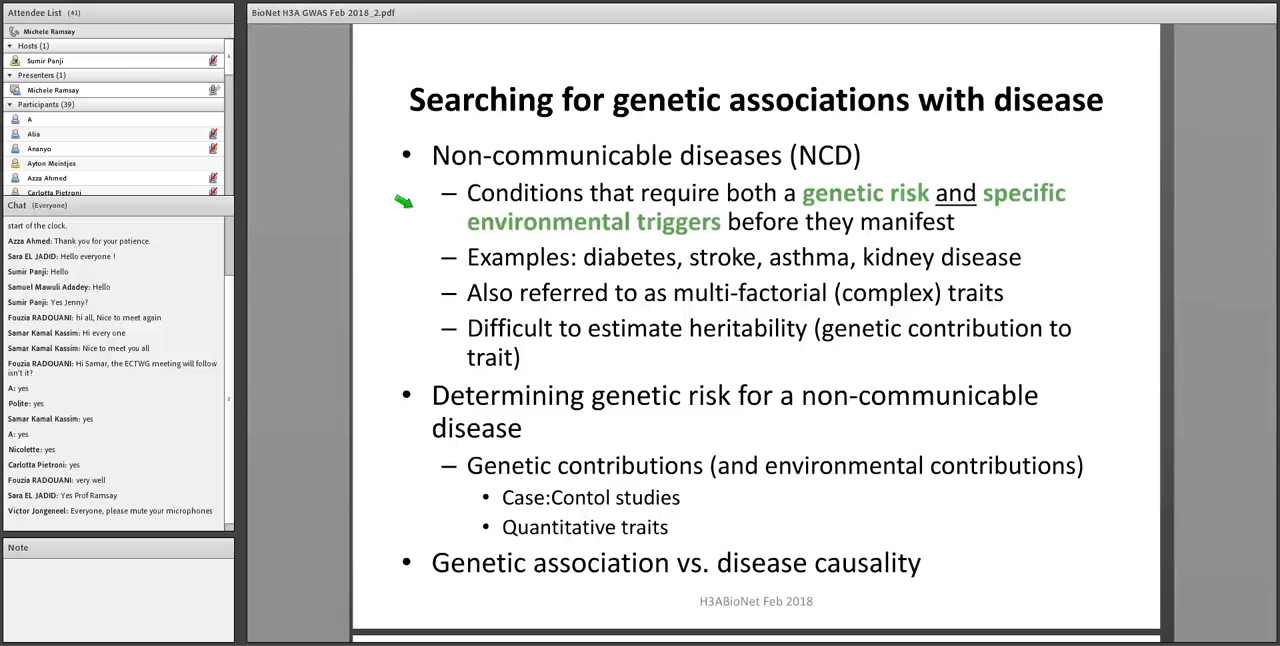 Attendee List (41)
Michele Ramsay
Hosts (1)
Sumir Panji
Presenters (1)
Michele Ramsay
Participants (39)
A
Alia
Ananyo
Ayton Meintjes
Azza Ahmed
Carlotta Pietroni
Chat (Everyone)
start of the clock.
Azza Ahmed: Thank you for your patience.
Sara EL JADID: Hello everyone !
Sumir Panji: Hello
Samuel Mawuli Adadey: Hello
Sumir Panji: Yes Jenny?
Fouzia RADOUANI: hi all, Nice to meet again
Samar Kamal Kassim: Hi every one
Samar Kamal Kassim: Nice to meet you all
Fouzia RADOUANI: Hi Samar, the ECTWG meeting will follow
isn't it?
A: yes
Polite: yes
Samar Kamal Kassim: yes
A: yes
Nicolette: yes
Carlotta Pietroni: yes
Fouzia RADOUANI: very well
Sara EL JADID: Yes Prof Ramsay
Victor Jongeneel: Everyone, please mute your microphones
Note
BioNet H3A GWAS Feb 2018_2.pdf
Searching for genetic associations with disease
• Non-communicable diseases (NCD)
– Conditions that require both a genetic risk and specific
environmental triggers before they manifest
– Examples: diabetes, stroke, asthma, kidney disease
– Also referred to as multi-factorial (complex) traits
– Difficult to estimate heritability (genetic contribution to
trait)
• Determining genetic risk for a non-communicable
disease
– Genetic contributions (and environmental contributions)
• Case:Contol studies
• Quantitative traits
• Genetic association vs. disease causality
H3ABioNet Feb 2018